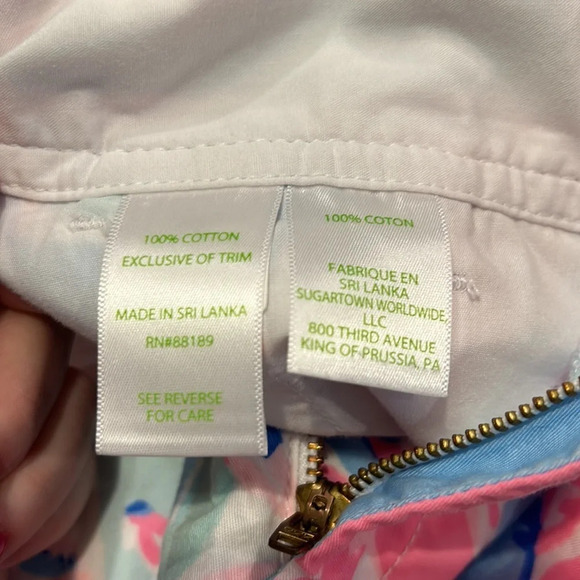 100% COTTON
EXCLUSIVE OF TRIM
MADE IN SRI LANKA
RN#88189
SEE REVERSE
FOR CARE
100% COTON
FABRIQUE EN
SRI LANKA
SUGARTOWN WORLDWIDE,
LLC
800 THIRD AVENUE
KING OF PRUSSIA, PA